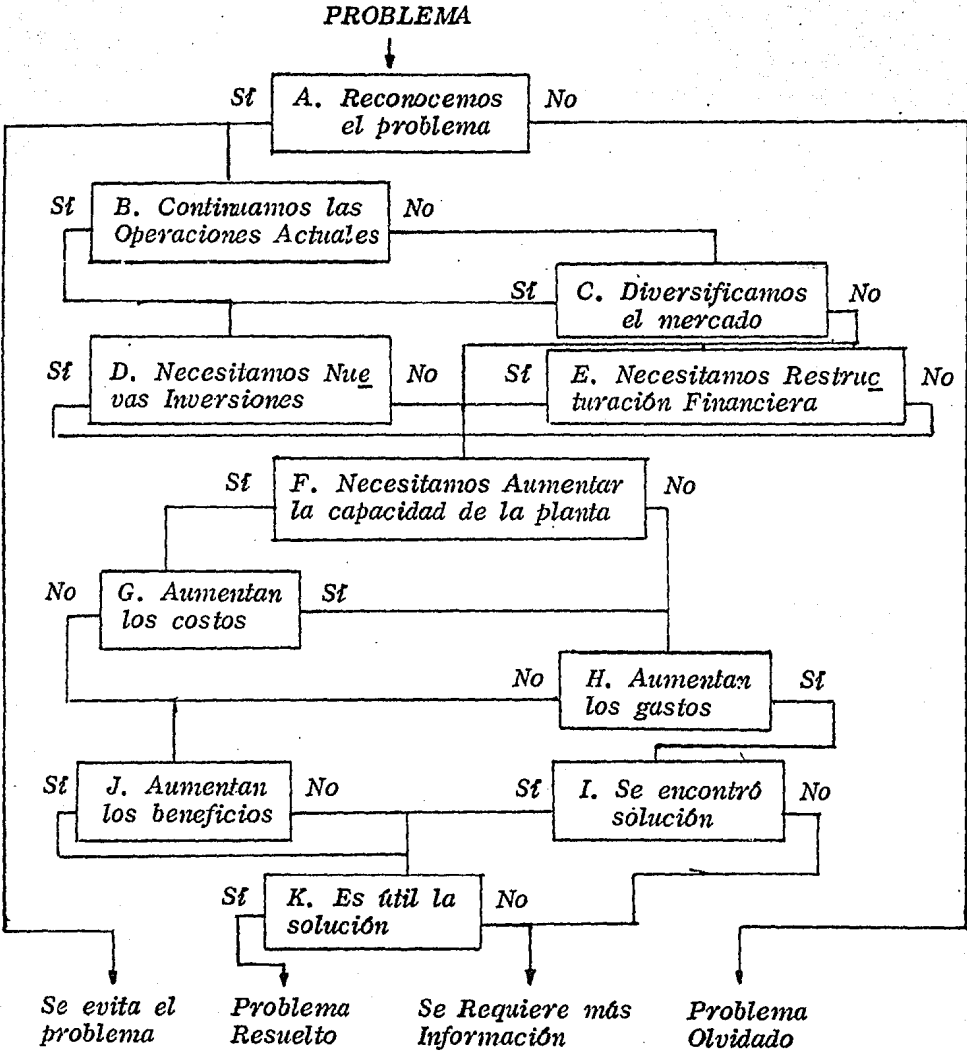 PROBLEMA
Sí
A. Reconocemos
el problema
No
Sí
B. Continuamos las
Operaciones Actuales
No
Sí
C. Diversificamos
el mercado
No
Sí
D. Necesitamos Nue
vas Inversiones
No
Sí
E. Necesitamos Restruc
turación Financiera
No
Sí
F. Necesitamos Aumentar
la capacidad de la planta
No
No
G. Aumentan
los costos
Sí
No
H. Aumentan
los gastos
Sí
Sí
J. Aumentan
los beneficios
No
Sí
I. Se encontró
solución
No
Sí
K. Es útil la
solución
No
Se evita el
problema
Problema
Resuelto
Se Requiere más
Información
Problema
Olvidado